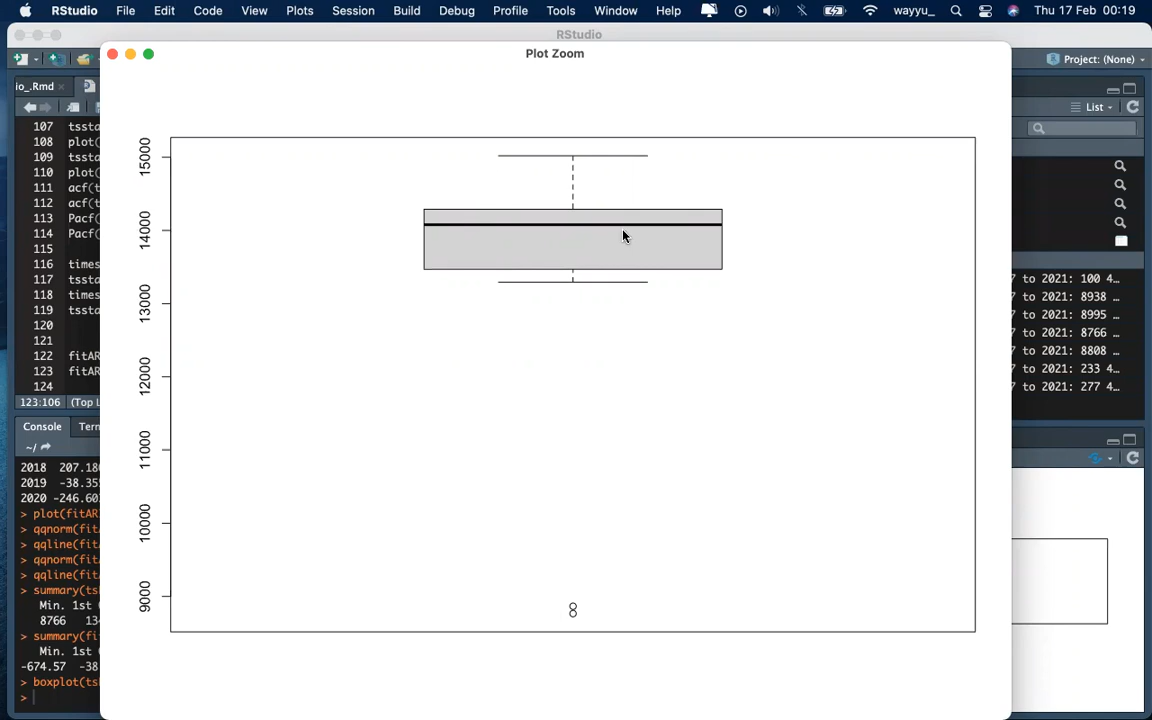 RStudio File Edit Code View Plots Session Build Debug Profile Tools Window Help wayyu_ Thu 17 Feb 00:19
RStudio
Plot Zoom
Project: (None)
io_.Rmd
List
107 tssta
108 plot(
109 tssta
110 plot(
111 acf(t
112 acf(t
113 Pacf(
114 Pacf(
115
116 times
117 tssta
118 times
119 tssta
120
121
122 fitAR
123 fitAR
124
123:106 (Top L
7 to 2021: 100 4…
7 to 2021: 8938 …
7 to 2021: 8995 …
7 to 2021: 8766 …
7 to 2021: 8808 …
7 to 2021: 233 4…
7 to 2021: 277 4…
Console Tern
~/
2018 207.180
2019 -38.355
2020 -246.602
> plot(fitAR
> qqnorm(fit
> qqline(fit
> qqnorm(fit
> qqline(fit
> summary(ts
Min. 1st
8766 134
> summary(fi
Min. 1st
-674.57 -38
> boxplot(ts
>
15000
14000
13000
12000
11000
10000
9000